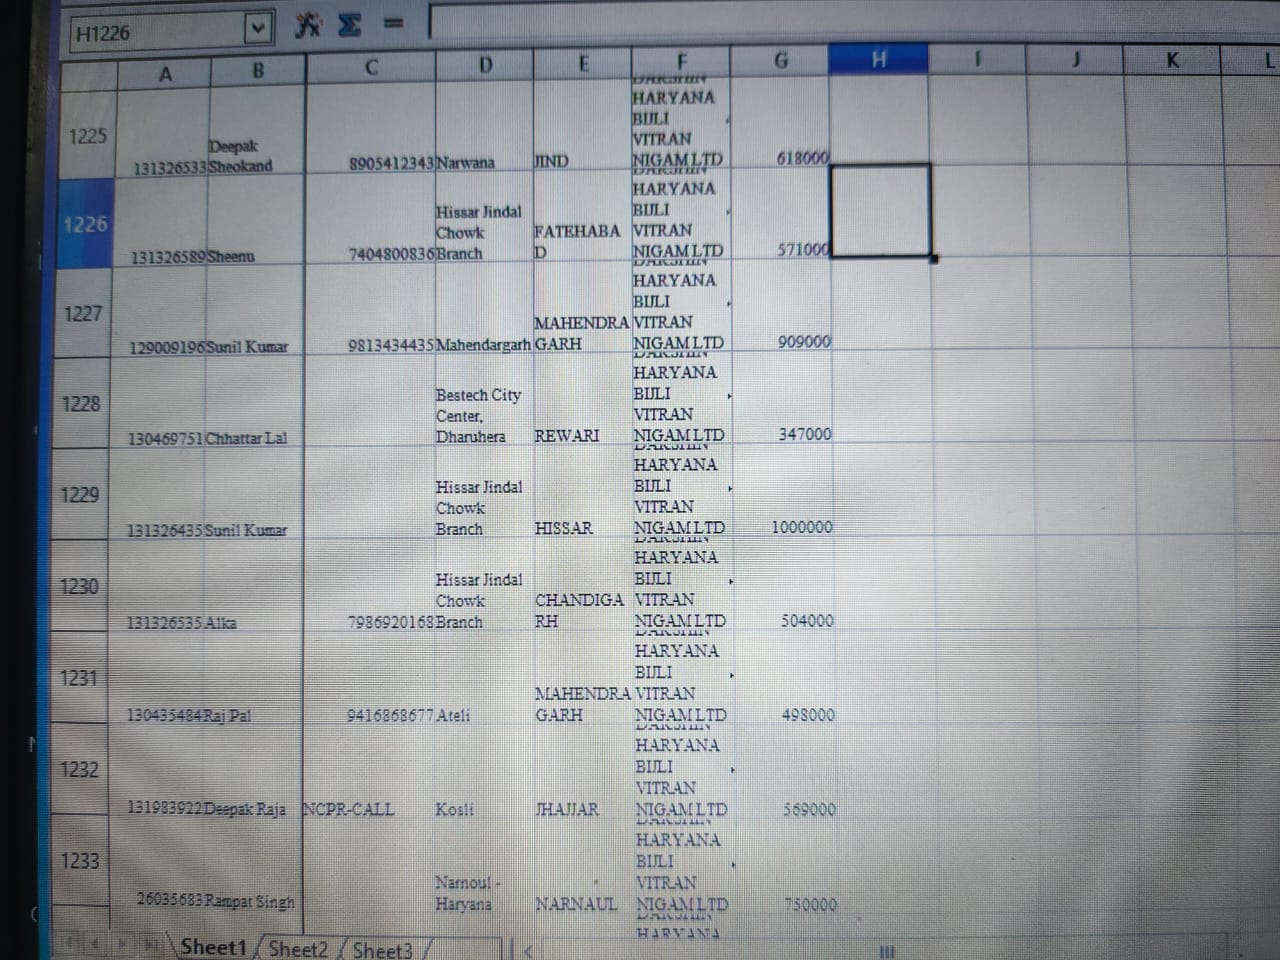 H1226
A B C D E F G H I J K L
1225
131326533 Deepak Sheokand 8905412343 Narwana JIND DAKSHIN HARYANA BIJLI VITRAN NIGAM LTD 618000
1226
131326589 Sheenu 7404800836 Hissar Jindal Chowk Branch FATEHABAD DAKSHIN HARYANA BIJLI VITRAN NIGAM LTD 571000
1227
129009196 Sunil Kumar 9813434435 Mahendargarh MAHENDRAGARH DAKSHIN HARYANA BIJLI VITRAN NIGAM LTD 909000
1228
130469751 Chhattar Lal Bestech City Center, Dharuhera REWARI DAKSHIN HARYANA BIJLI VITRAN NIGAM LTD 347000
1229
131326435 Sunil Kumar Hissar Jindal Chowk Branch HISSAR DAKSHIN HARYANA BIJLI VITRAN NIGAM LTD 1000000
1230
131326535 Alka 7986920168 Hissar Jindal Chowk Branch CHANDIGARH DAKSHIN HARYANA BIJLI VITRAN NIGAM LTD 504000
1231
130435484 Raj Pal 9416868677 Ateli MAHENDRAGARH DAKSHIN HARYANA BIJLI VITRAN NIGAM LTD 498000
1232
131983922 Deepak Raja NCPR-CALL Kosli JHAJJAR DAKSHIN HARYANA BIJLI VITRAN NIGAM LTD 569000
1233
26035683 Rampat Singh Narnoul - Haryana NARNAUL DAKSHIN HARYANA BIJLI VITRAN NIGAM LTD 750000
DAKSHIN HARYANA
Sheet1 Sheet2 Sheet3